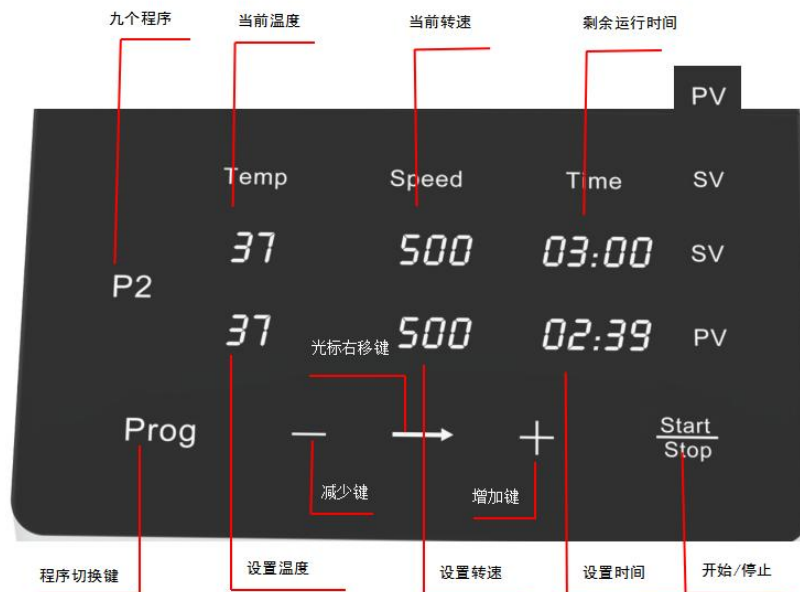 九个程序 当前温度 当前转速 剩余运行时间
PV
Temp Speed Time SV
37 500 03:00 SV
P2
37 500 02:39 PV
光标右移键
Prog — → + Start
Stop
减少键 增加键
程序切换键 设置温度 设置转速 设置时间 开始/停止